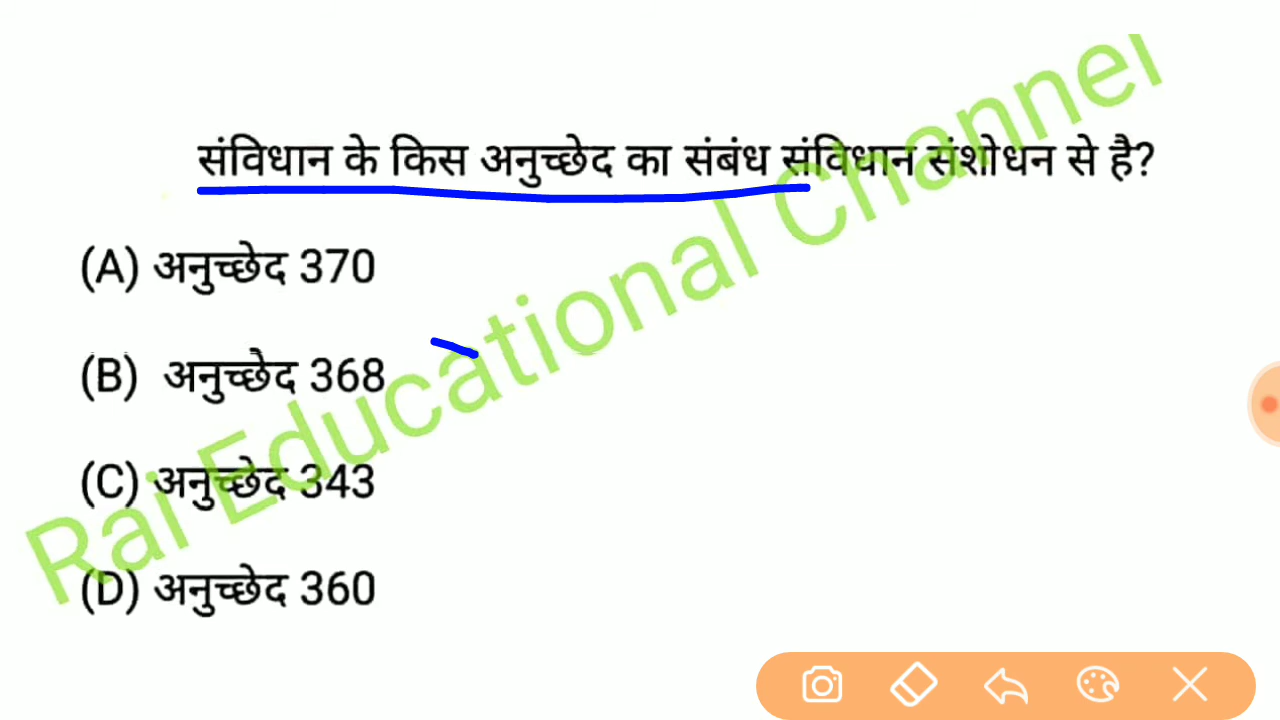 संविधान के किस अनुच्छेद का संबंध संविधान संशोधन से है?
(A) अनुच्छेद 370
(B) अनुच्छेद 368
(C) अनुच्छेद 343
(D) अनुच्छेद 360
Rai Educational Channel